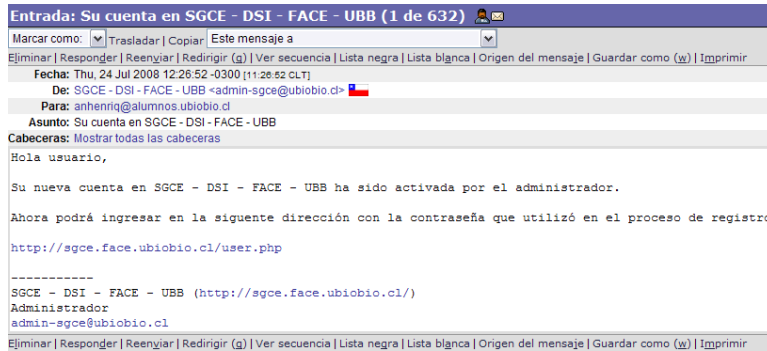 Entrada: Su cuenta en SGCE - DSI - FACE - UBB (1 de 632)
Marcar como: Trasladar | Copiar Este mensaje a
Eliminar | Responder | Reenviar | Redirigir (g) | Ver secuencia | Lista negra | Lista blanca | Origen del mensaje | Guardar como (w) | Imprimir
Fecha: Thu, 24 Jul 2008 12:26:52 -0300 [11:26:52 CLT]
De: SGCE - DSI - FACE - UBB <admin-sgce@ubiobio.cl>
Para: anhenriq@alumnos.ubiobio.cl
Asunto: Su cuenta en SGCE - DSI - FACE - UBB
Cabeceras: Mostrar todas las cabeceras
Hola usuario,
Su nueva cuenta en SGCE - DSI - FACE - UBB ha sido activada por el administrador.
Ahora podrá ingresar en la siguente dirección con la contraseña que utilizó en el proceso de registro
http://sgce.face.ubiobio.cl/user.php
-----------
SGCE - DSI - FACE - UBB (http://sgce.face.ubiobio.cl/)
Administrador
admin-sgce@ubiobio.cl
Eliminar | Responder | Reenviar | Redirigir (g) | Ver secuencia | Lista negra | Lista blanca | Origen del mensaje | Guardar como (w) | Imprimir